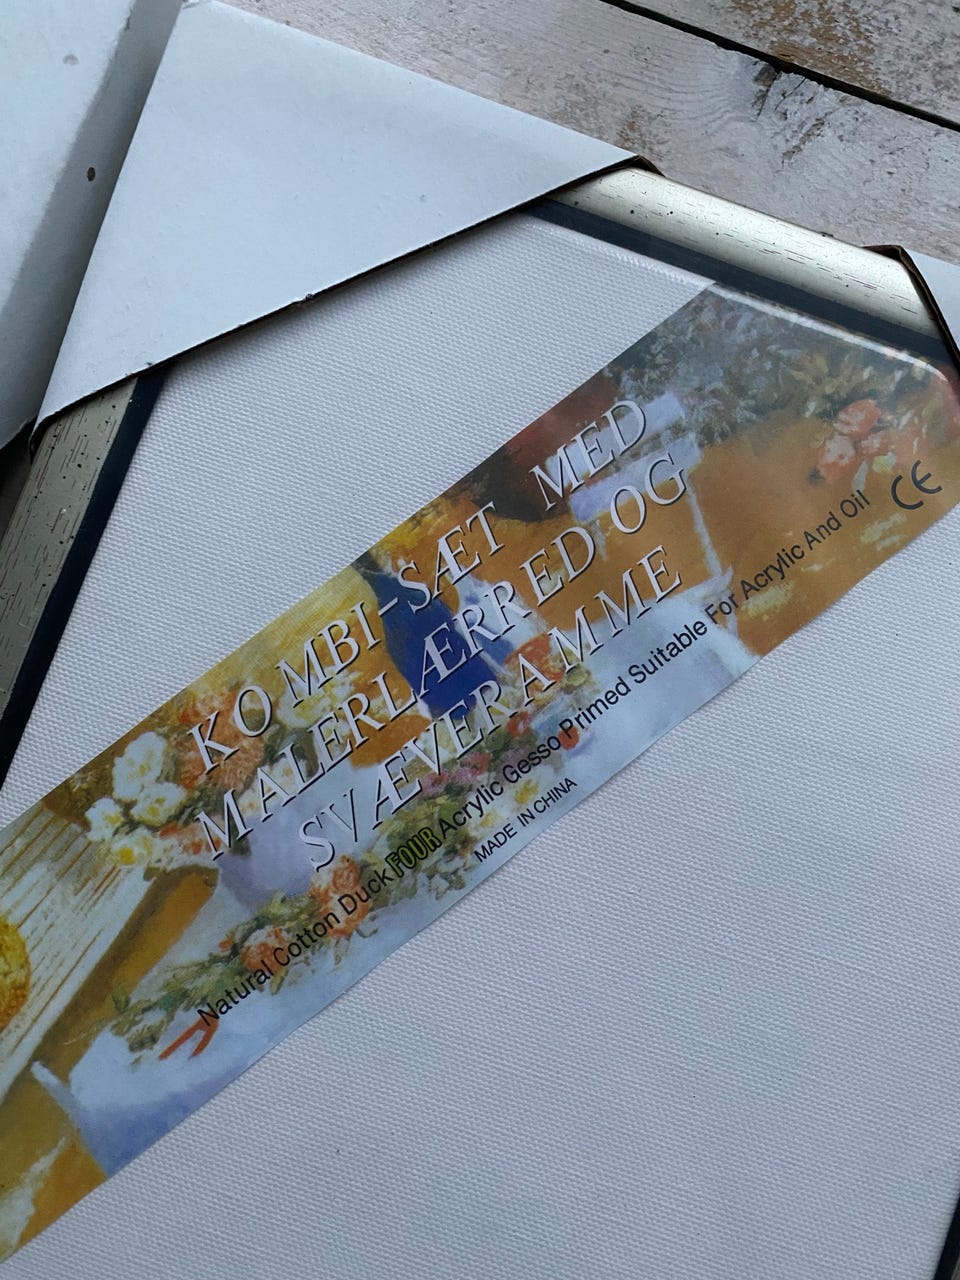 KOMBI-SÆT MED
MALERLÆRRED OG
SVÆVERAMME
Natural Cotton Duck FOUR Acrylic Gesso Primed Suitable For Acrylic And Oil
CE
MADE IN CHINA